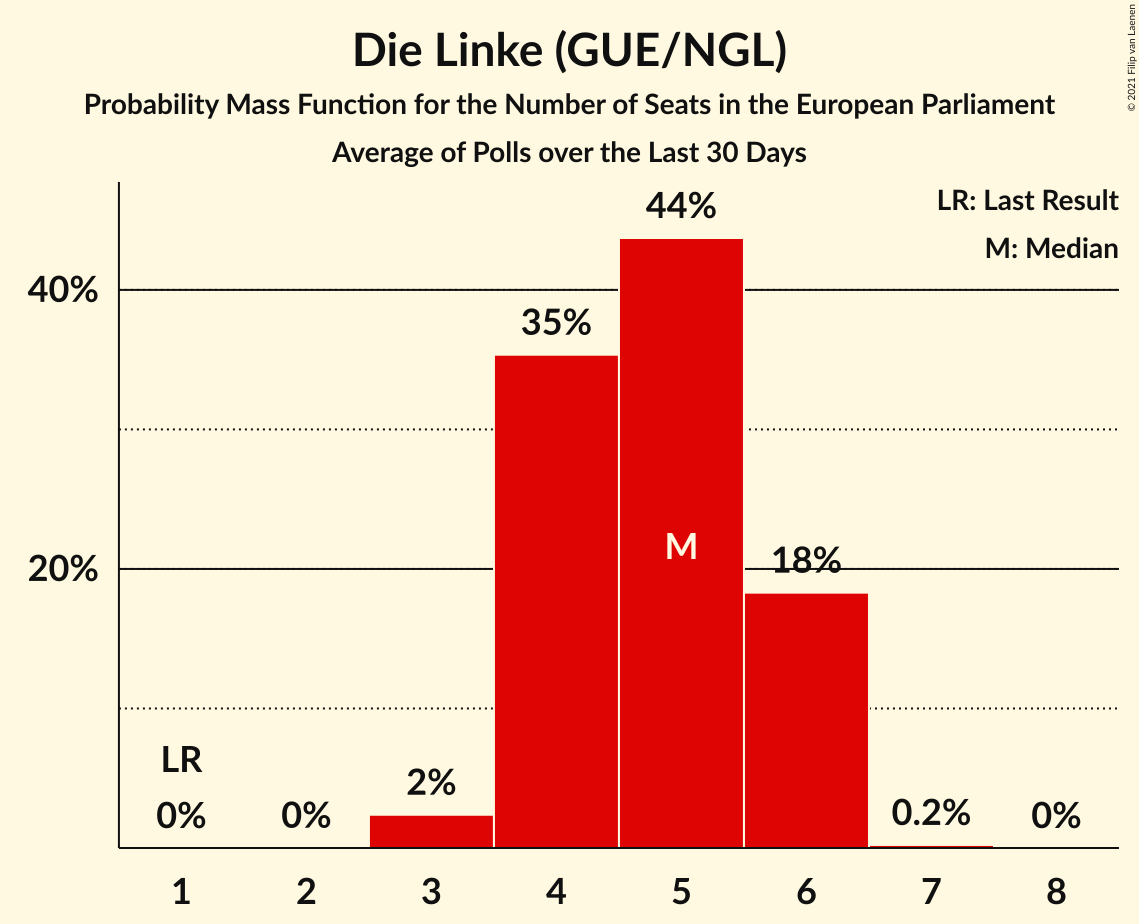 Die Linke (GUE/NGL)
Probability Mass Function for the Number of Seats in the European Parliament
Average of Polls over the Last 30 Days
© 2021 Filip van Laenen
LR: Last Result
M: Median
40%
20%
LR
0%
0%
2%
35%
44%
M
18%
0.2%
0%
1 2 3 4 5 6 7 8